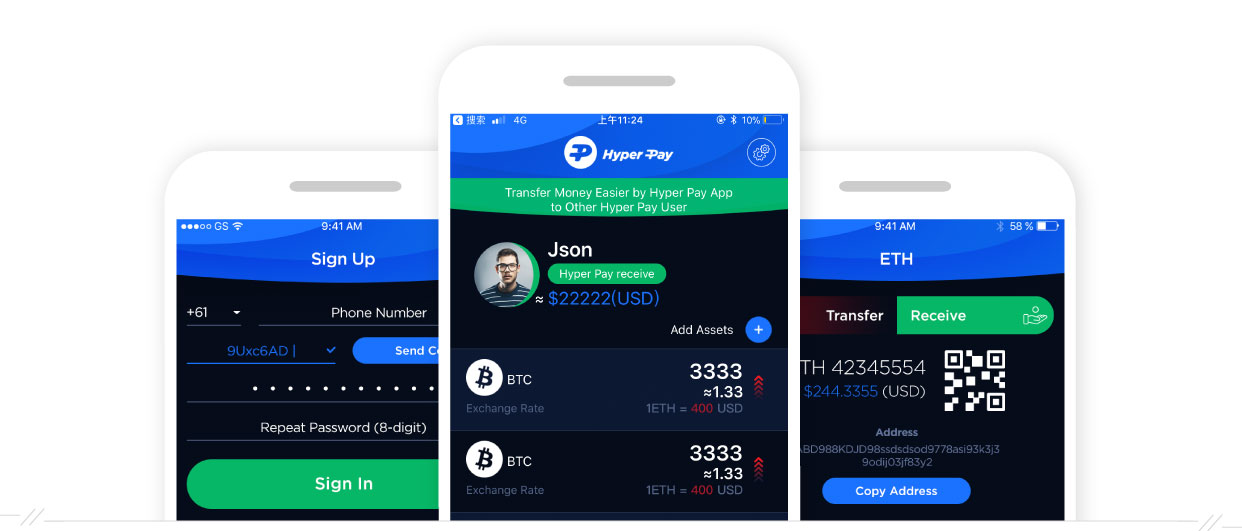 GS
9:41 AM
Sign Up
+61
Phone Number
9Uxc6AD |
Send Co
Repeat Password (8-digit)
Sign In
搜索 4G 上午11:24 10%
Hyper Pay
Transfer Money Easier by Hyper Pay App
to Other Hyper Pay User
Json
Hyper Pay receive
≈ $22222(USD)
Add Assets +
BTC 3333
≈1.33
Exchange Rate 1ETH = 400 USD
BTC 3333
≈1.33
Exchange Rate 1ETH = 400 USD
9:41 AM 58 %
ETH
Transfer Receive
TH 42345554
$244.3355 (USD)
Address
ABD988KDJD98ssdsdsod9778asi93k3j3
9odij03jf83y2
Copy Address